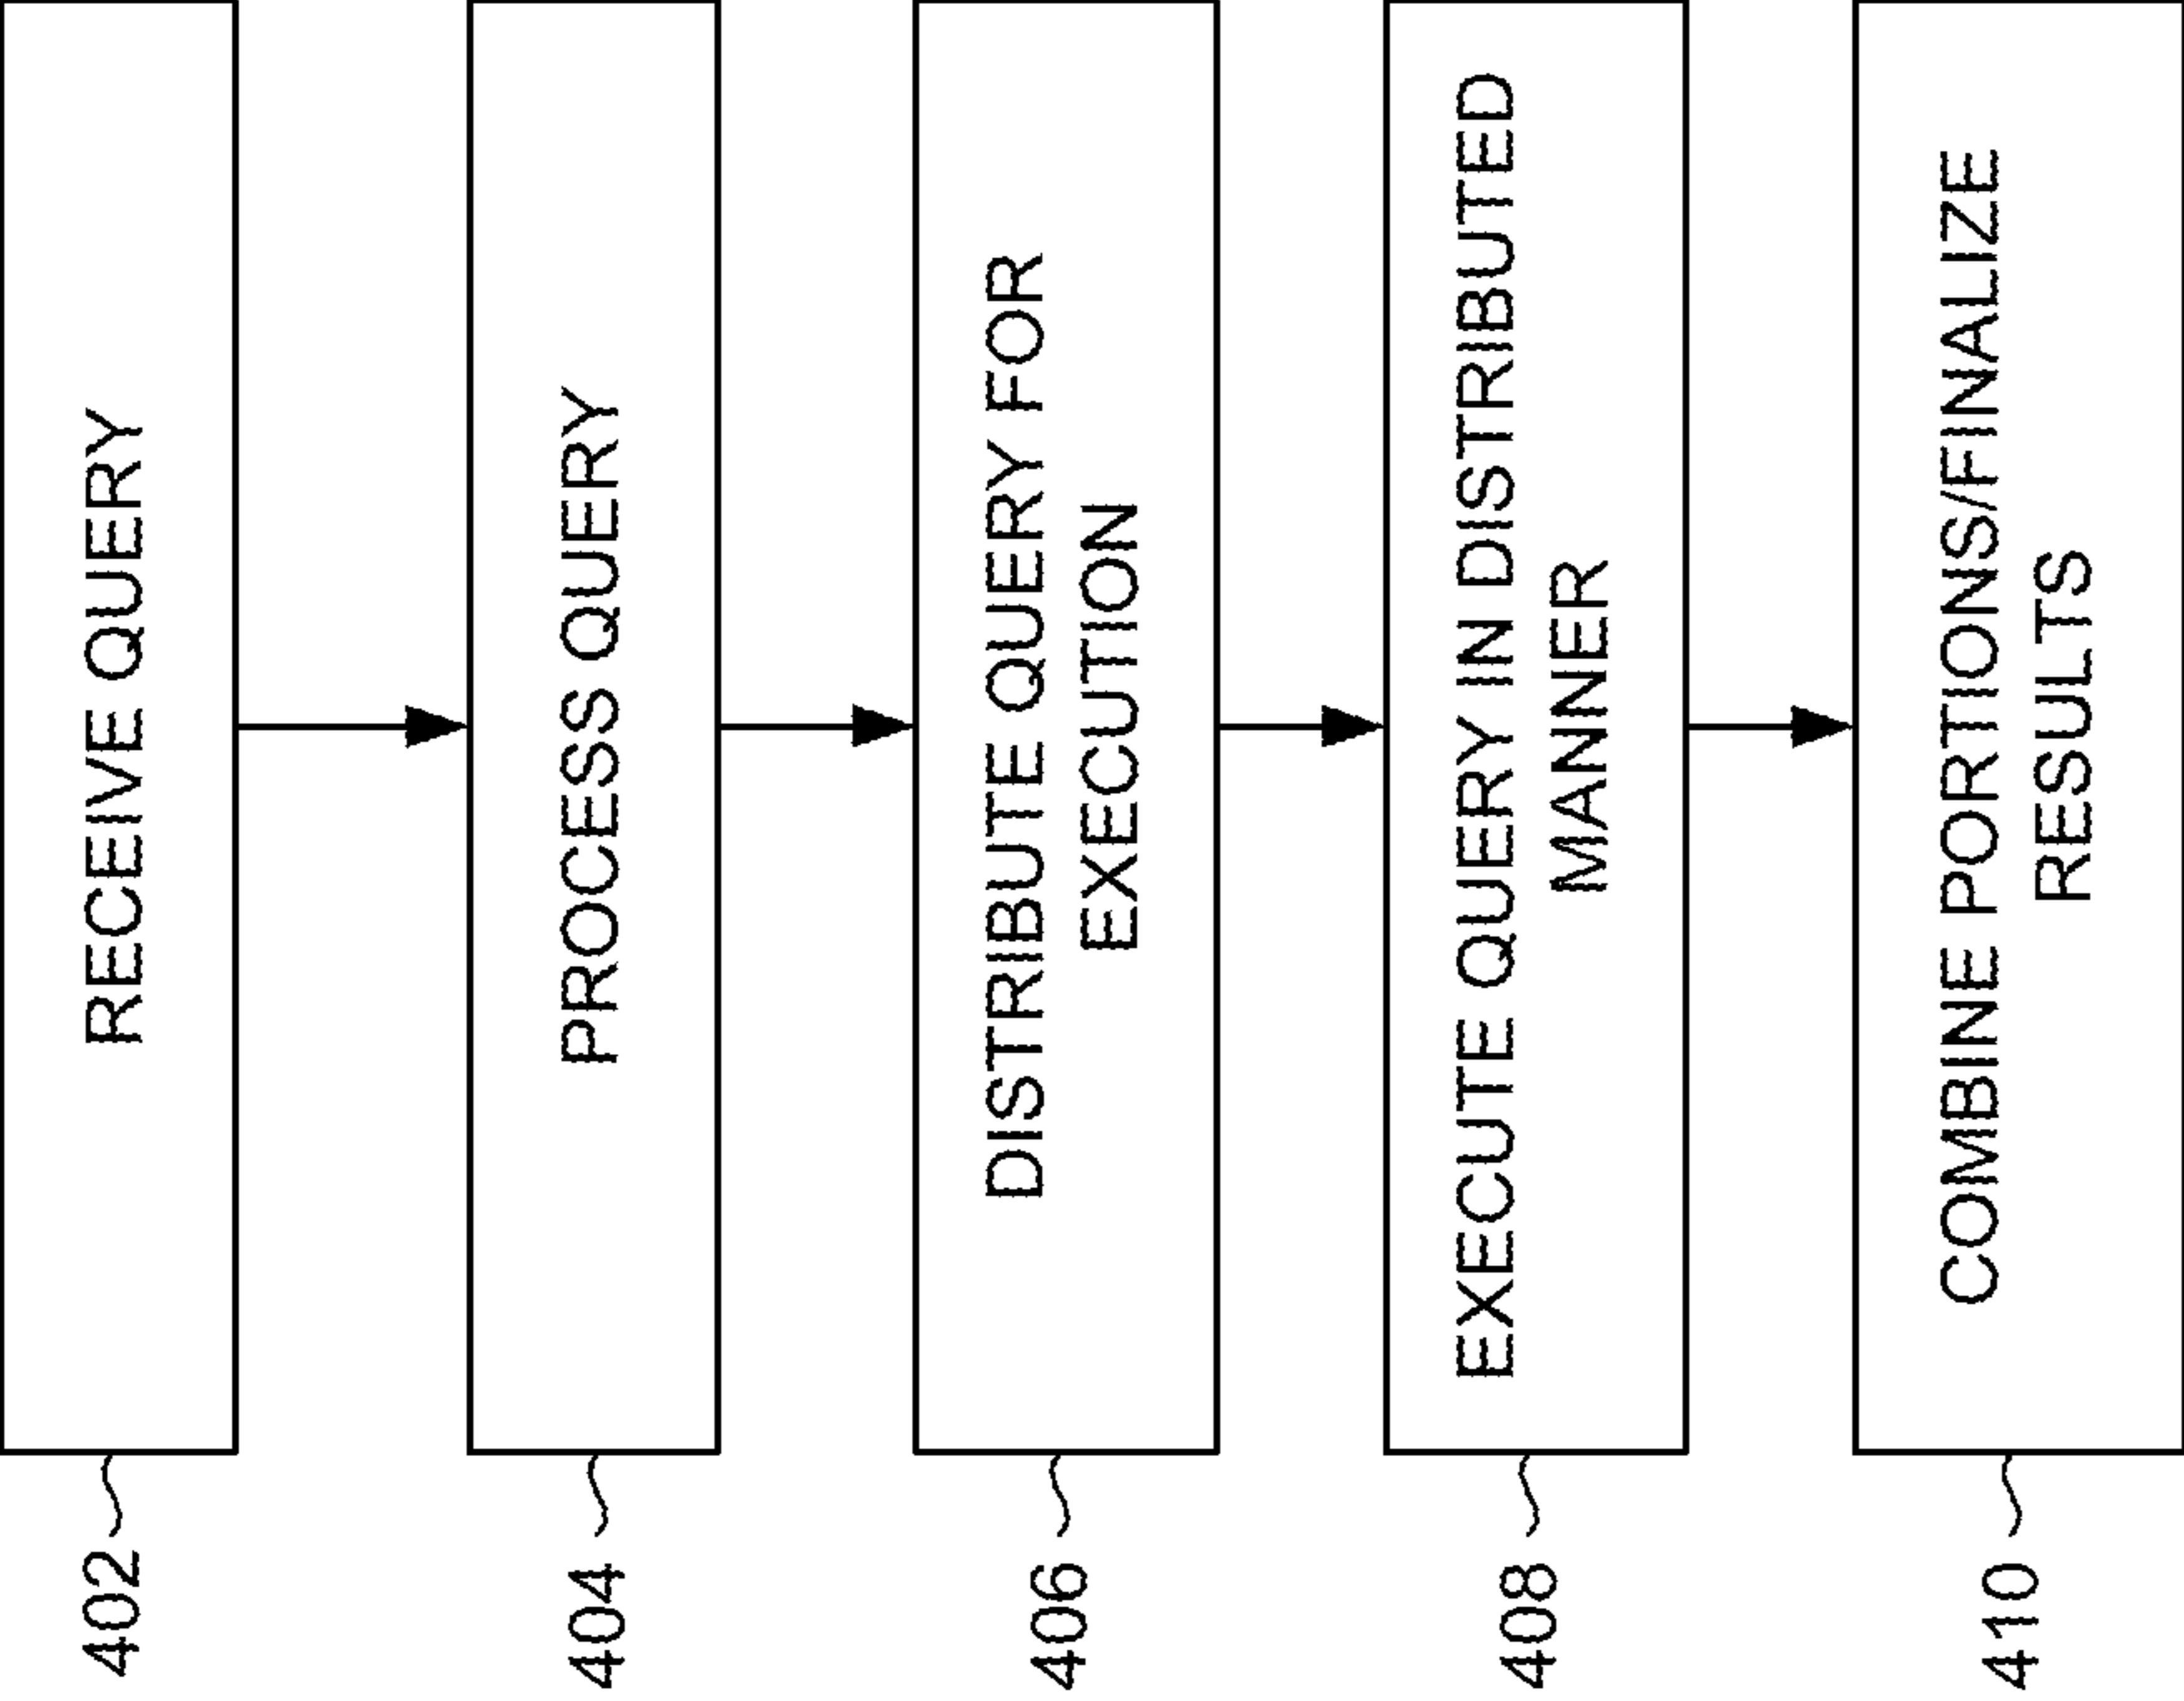 402
RECEIVE QUERY
404
PROCESS QUERY
406
DISTRIBUTE QUERY FOR
EXECUTION
408
EXECUTE QUERY IN DISTRIBUTED
MANNER
410
COMBINE PORTIONS/FINALIZE
RESULTS